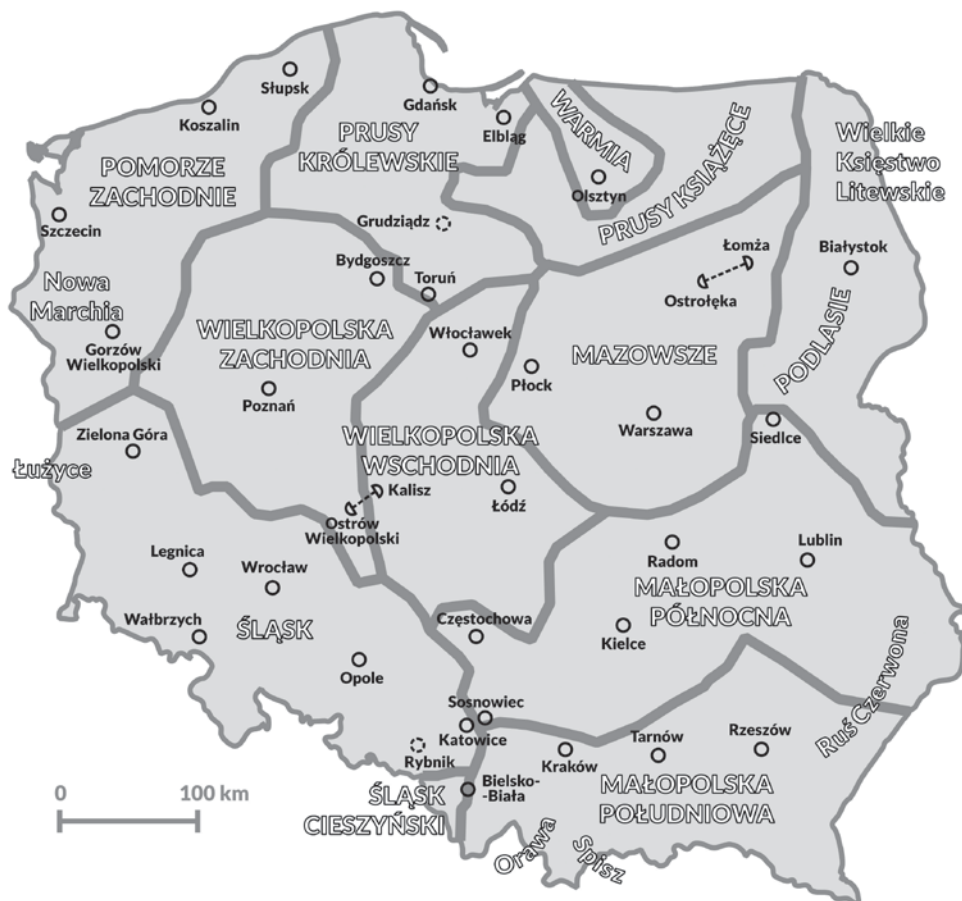 Słupsk
Gdańsk
Koszalin
Elbląg
WARMIA
PRUSY
KRÓLEWSKIE
Wielkie
Księstwo
Litewskie
POMORZE
ZACHODNIE
Olsztyn
PRUSY KSIĄŻĘCE
Szczecin
Grudziądz
Łomża
Białystok
Bydgoszcz
Toruń
Ostrołęka
Nowa
Marchia
WIELKOPOLSKA
ZACHODNIA
Włocławek
Gorzów
Wielkopolski
MAZOWSZE
PODLASIE
Płock
Poznań
Warszawa
Siedlce
Zielona Góra
WIELKOPOLSKA
WSCHODNIA
Łużyce
Kalisz
Łódź
Ostrów
Wielkopolski
Legnica
Wrocław
Radom
Lublin
MAŁOPOLSKA
PÓŁNOCNA
Wałbrzych
ŚLĄSK
Częstochowa
Kielce
Opole
Ruś Czerwona
Sosnowiec
Katowice
Rybnik
Kraków
Tarnów
Rzeszów
Bielsko-
-Biała
ŚLĄSK
CIESZYŃSKI
MAŁOPOLSKA
POŁUDNIOWA
0 100 km
Orawa
Spisz